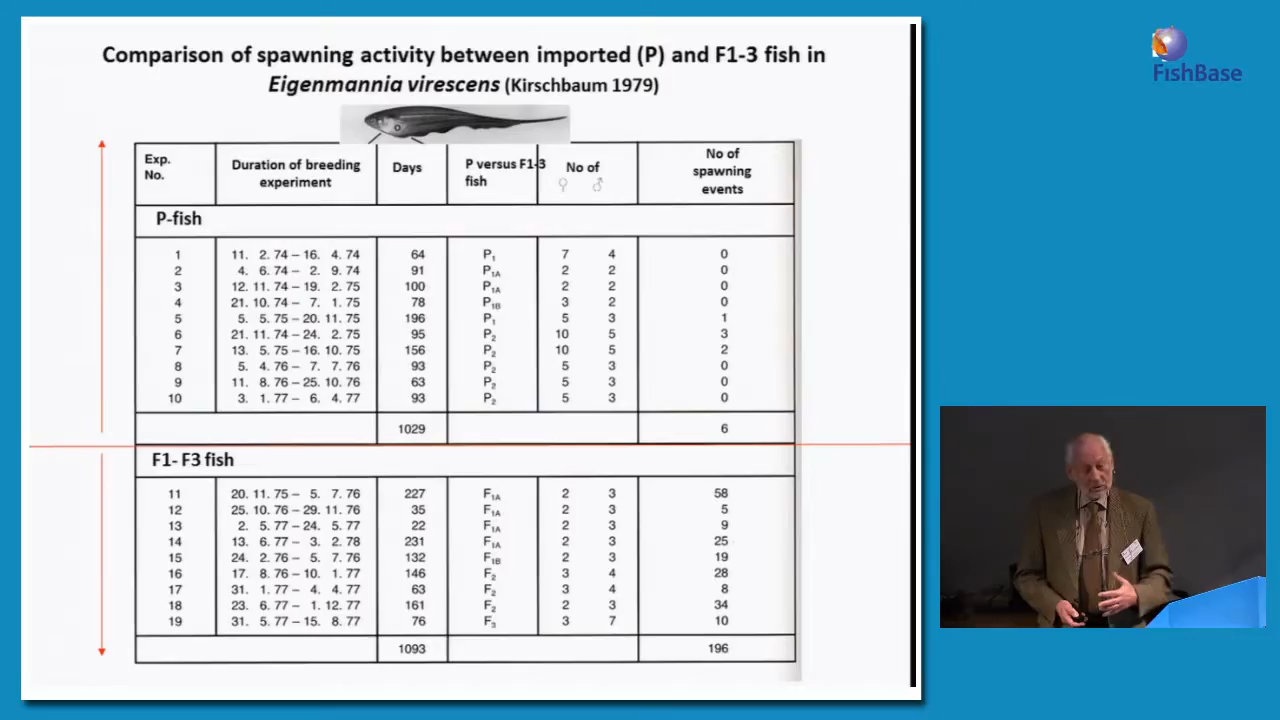 Comparison of spawning activity between imported (P) and F1-3 fish in
Eigenmannia virescens (Kirschbaum 1979)
FishBase
Exp. No. Duration of breeding experiment Days P versus F1-3 fish No of ♀ ♂ No of spawning events
P-fish
1 11. 2. 74 – 16. 4. 74 64 P1 7 4 0
2 4. 6. 74 – 2. 9. 74 91 P1A 2 2 0
3 12. 11. 74 – 19. 2. 75 100 P1A 2 2 0
4 21. 10. 74 – 7. 1. 75 78 P1B 3 2 0
5 5. 5. 75 – 20. 11. 75 196 P1 5 3 1
6 21. 11. 74 – 24. 2. 75 95 P2 10 5 3
7 13. 5. 75 – 16. 10. 75 156 P2 10 5 2
8 5. 4. 76 – 7. 7. 76 93 P2 5 3 0
9 11. 8. 76 – 25. 10. 76 63 P2 5 3 0
10 3. 1. 77 – 6. 4. 77 93 P2 5 3 0
1029 6
F1- F3 fish
11 20. 11. 75 – 5. 7. 76 227 F1A 2 3 58
12 25. 10. 76 – 29. 11. 76 35 F1A 2 3 5
13 2. 5. 77 – 24. 5. 77 22 F1A 2 3 9
14 13. 6. 77 – 3. 2. 78 231 F1A 2 3 25
15 24. 2. 76 – 5. 7. 76 132 F1B 2 3 19
16 17. 8. 76 – 10. 1. 77 146 F2 3 4 28
17 31. 1. 77 – 4. 4. 77 63 F2 3 4 8
18 23. 6. 77 – 1. 12. 77 161 F2 2 3 34
19 31. 5. 77 – 15. 8. 77 76 F3 3 7 10
1093 196